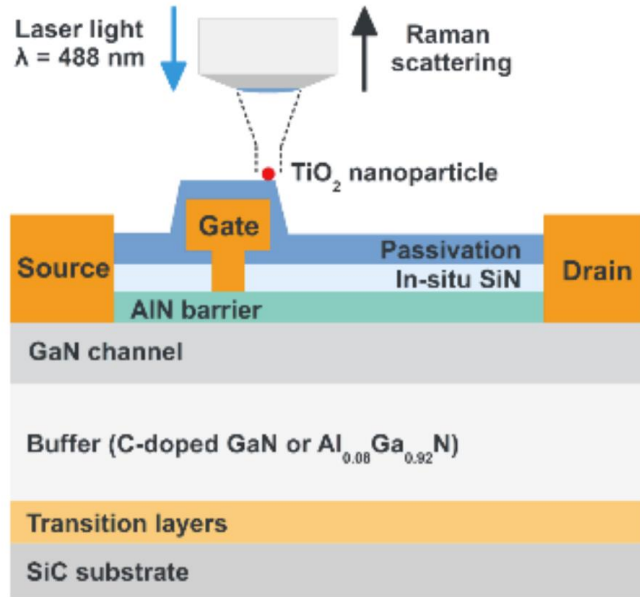 Laser light
λ = 488 nm
Raman
scattering
TiO₂ nanoparticle
Gate
Source
Passivation
In-situ SiN
Drain
AlN barrier
GaN channel
Buffer (C-doped GaN or Al₀.₀₈Ga₀.₉₂N)
Transition layers
SiC substrate